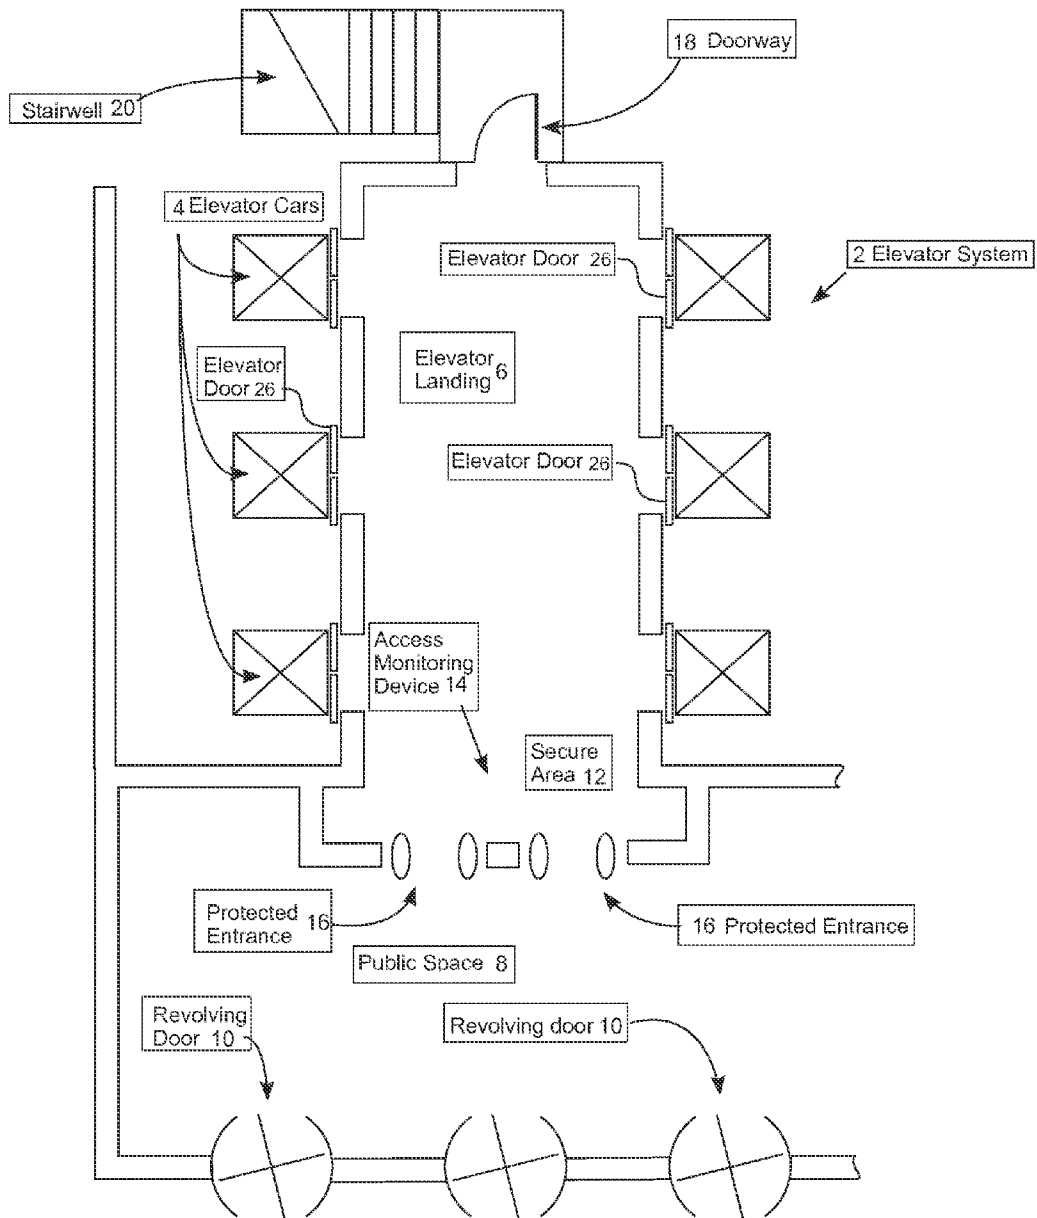 18 Doorway
Stairwell 20
4 Elevator Cars
Elevator Door 26
2 Elevator System
Elevator
Landing 6
Elevator
Door 26
Elevator Door 26
Access
Monitoring
Device 14
Secure
Area 12
Protected
Entrance 16
16 Protected Entrance
Public Space 8
Revolving
Door 10
Revolving door 10